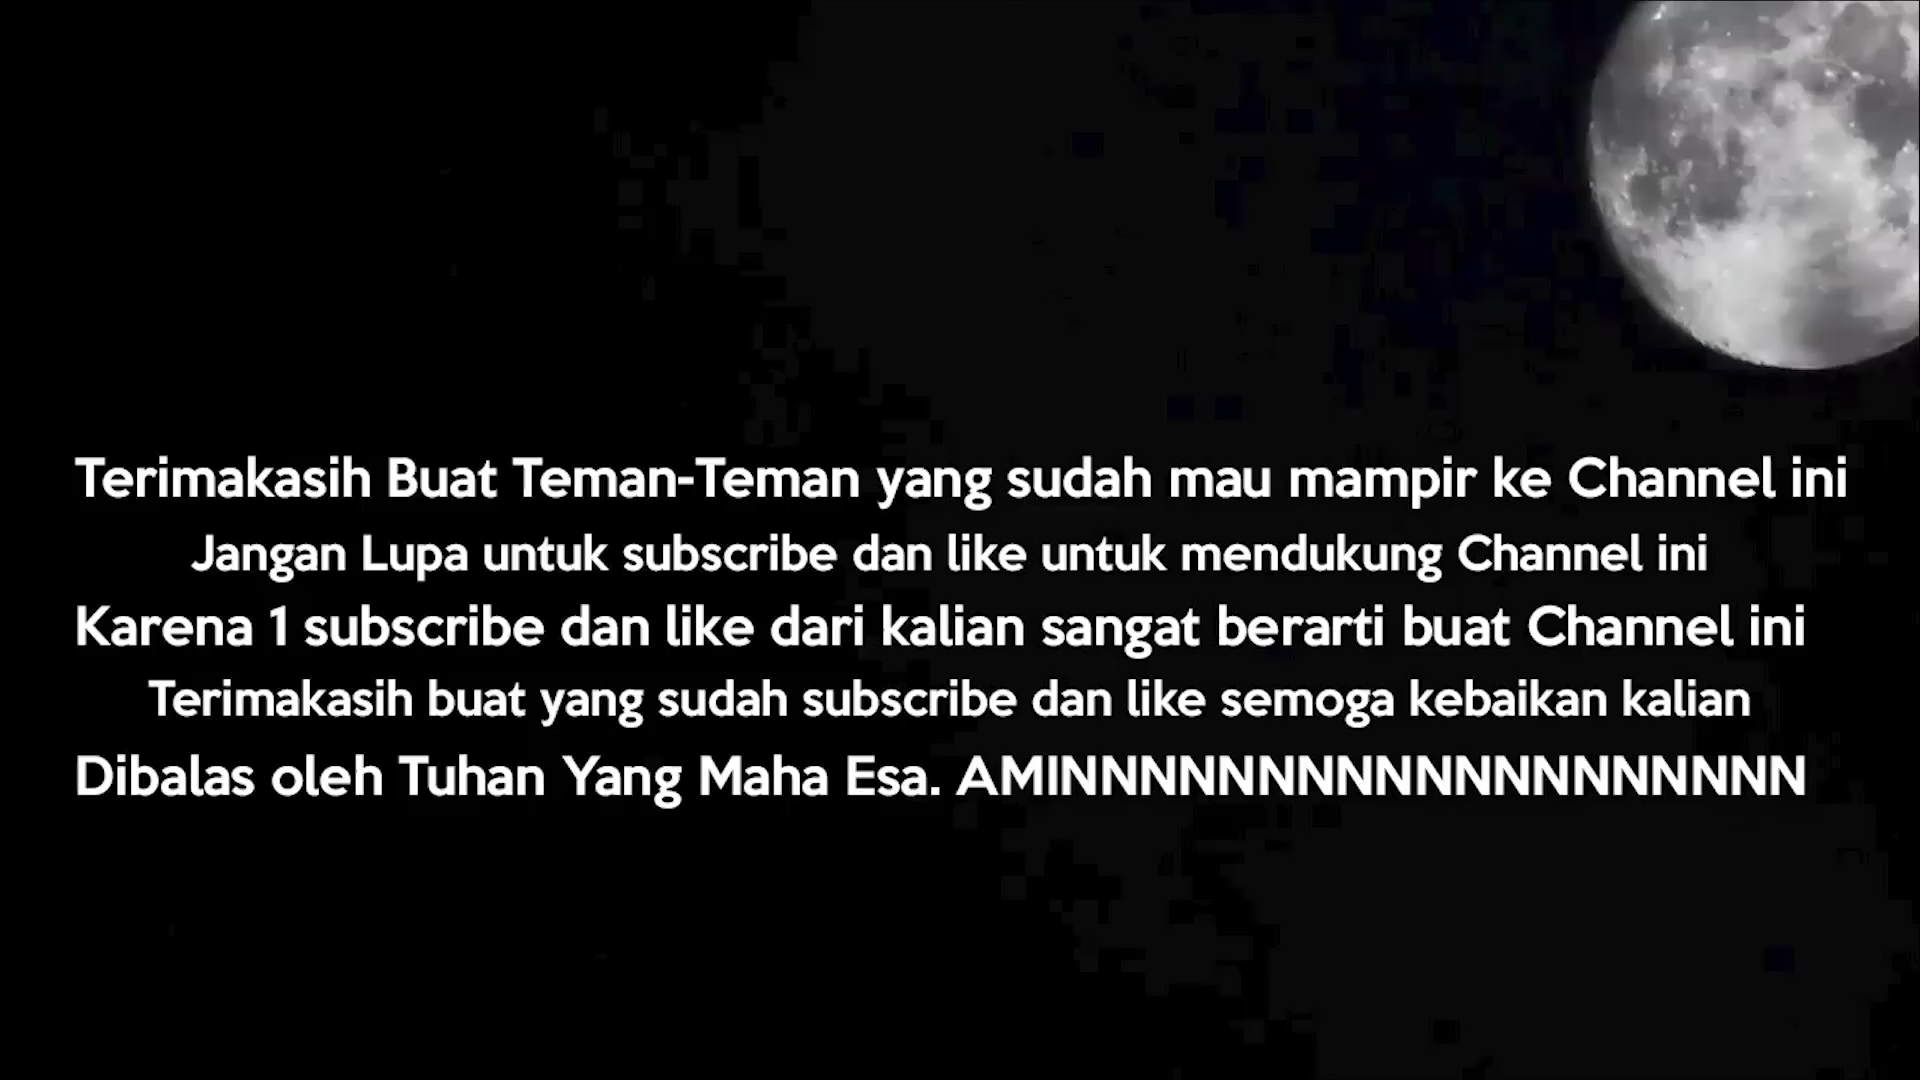 Terimakasih Buat Teman-Teman yang sudah mau mampir ke Channel ini
Jangan Lupa untuk subscribe dan like untuk mendukung Channel ini
Karena 1 subscribe dan like dari kalian sangat berarti buat Channel ini
Terimakasih buat yang sudah subscribe dan like semoga kebaikan kalian
Dibalas oleh Tuhan Yang Maha Esa. AMINNNNNNNNNNNNNNNNNNN